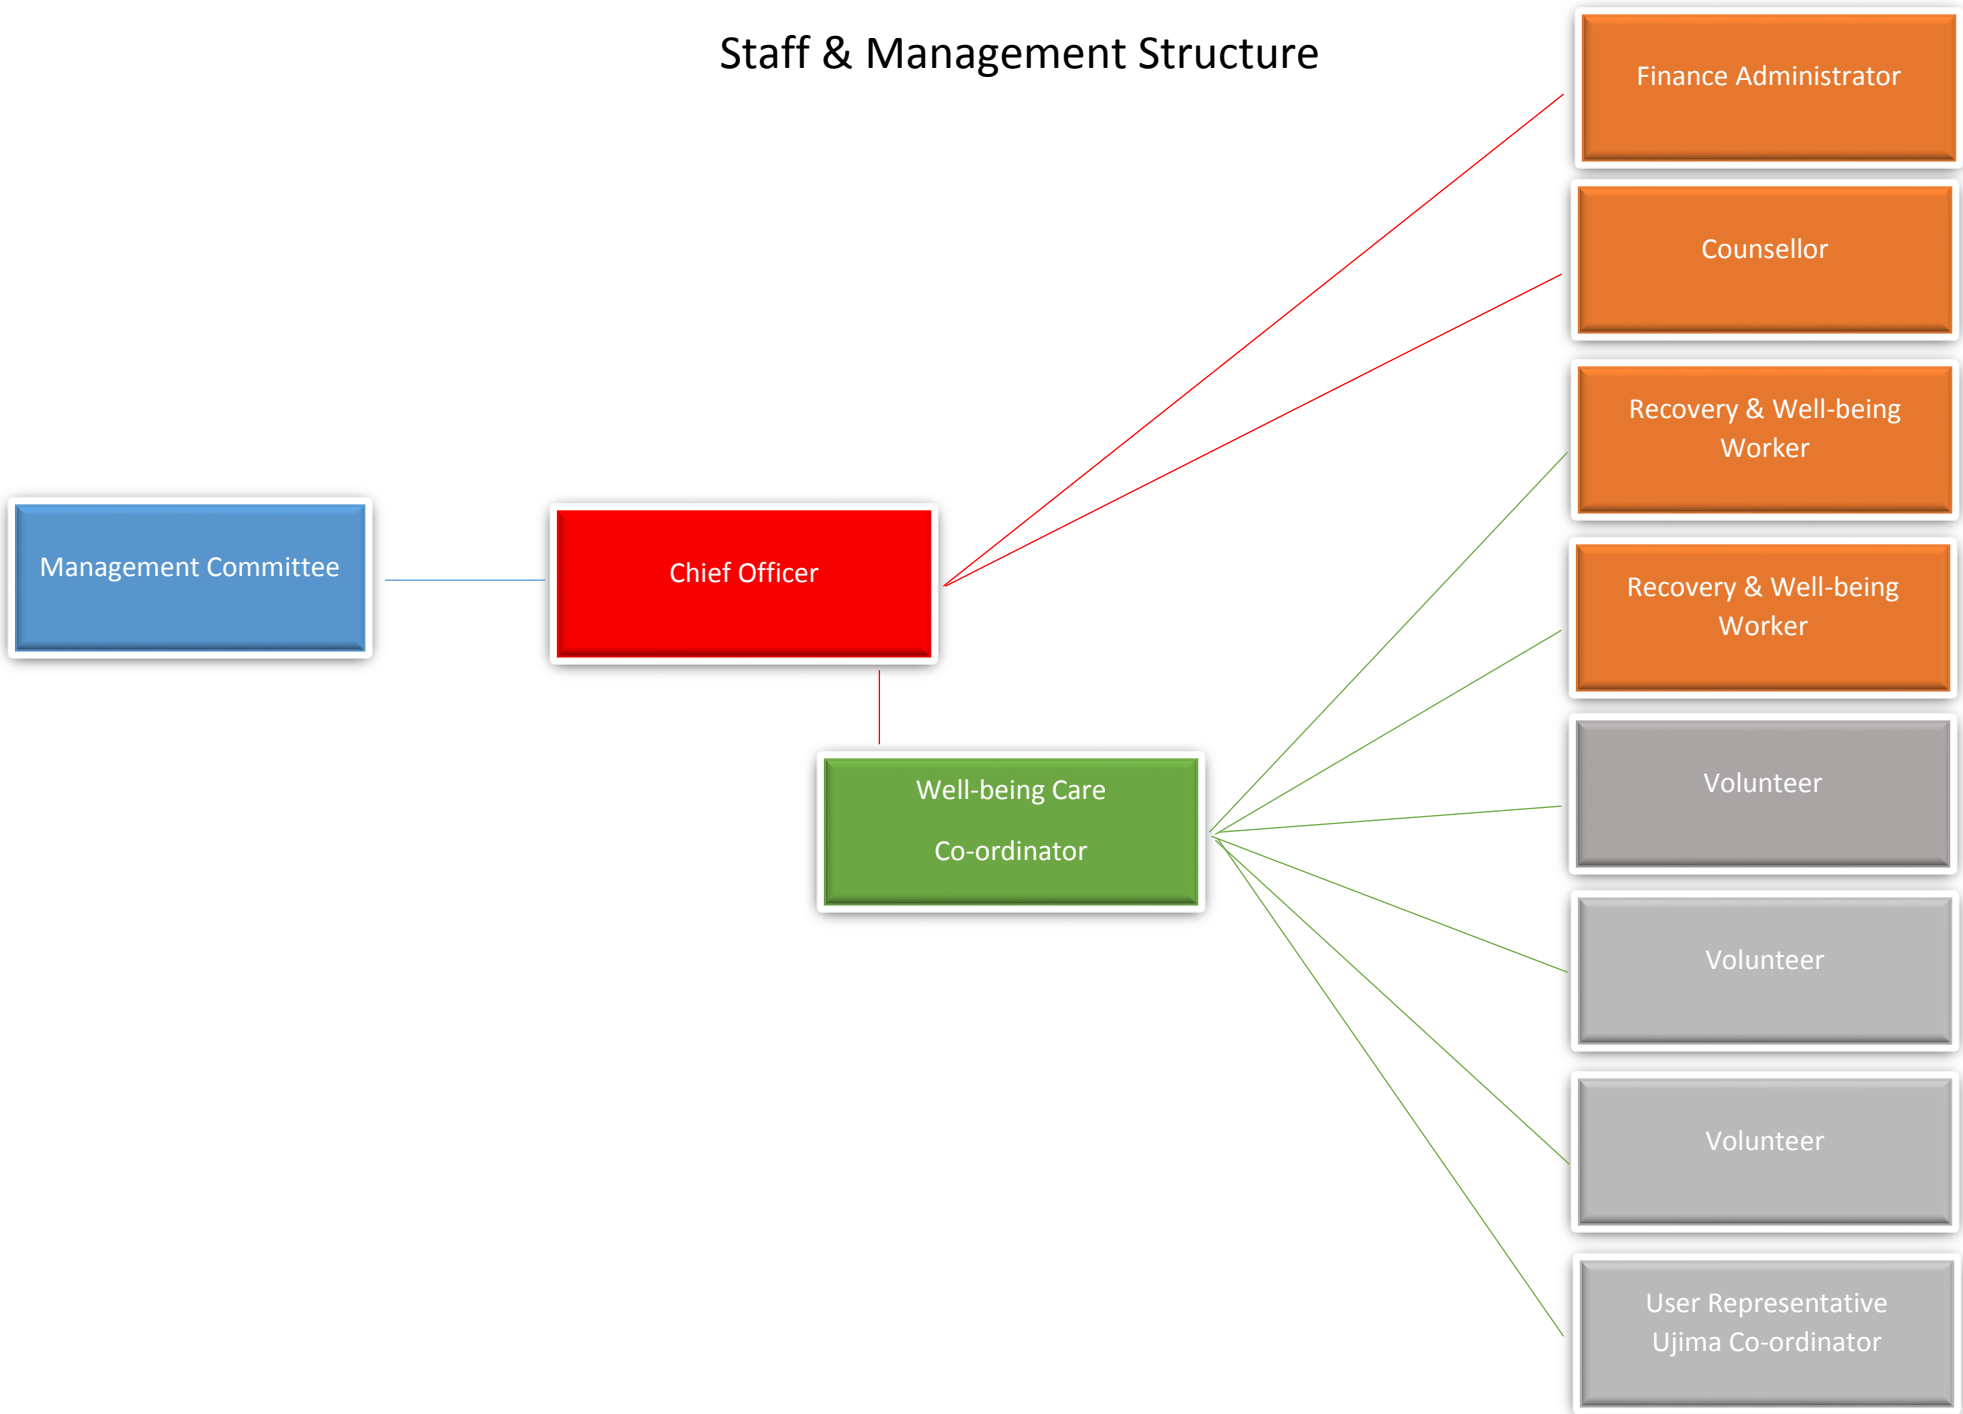 Staff & Management Structure
Finance Administrator
Counsellor
Recovery & Well-being
Worker
Management Committee
Chief Officer
Recovery & Well-being
Worker
Well-being Care
Co-ordinator
Volunteer
Volunteer
Volunteer
User Representative
Ujima Co-ordinator